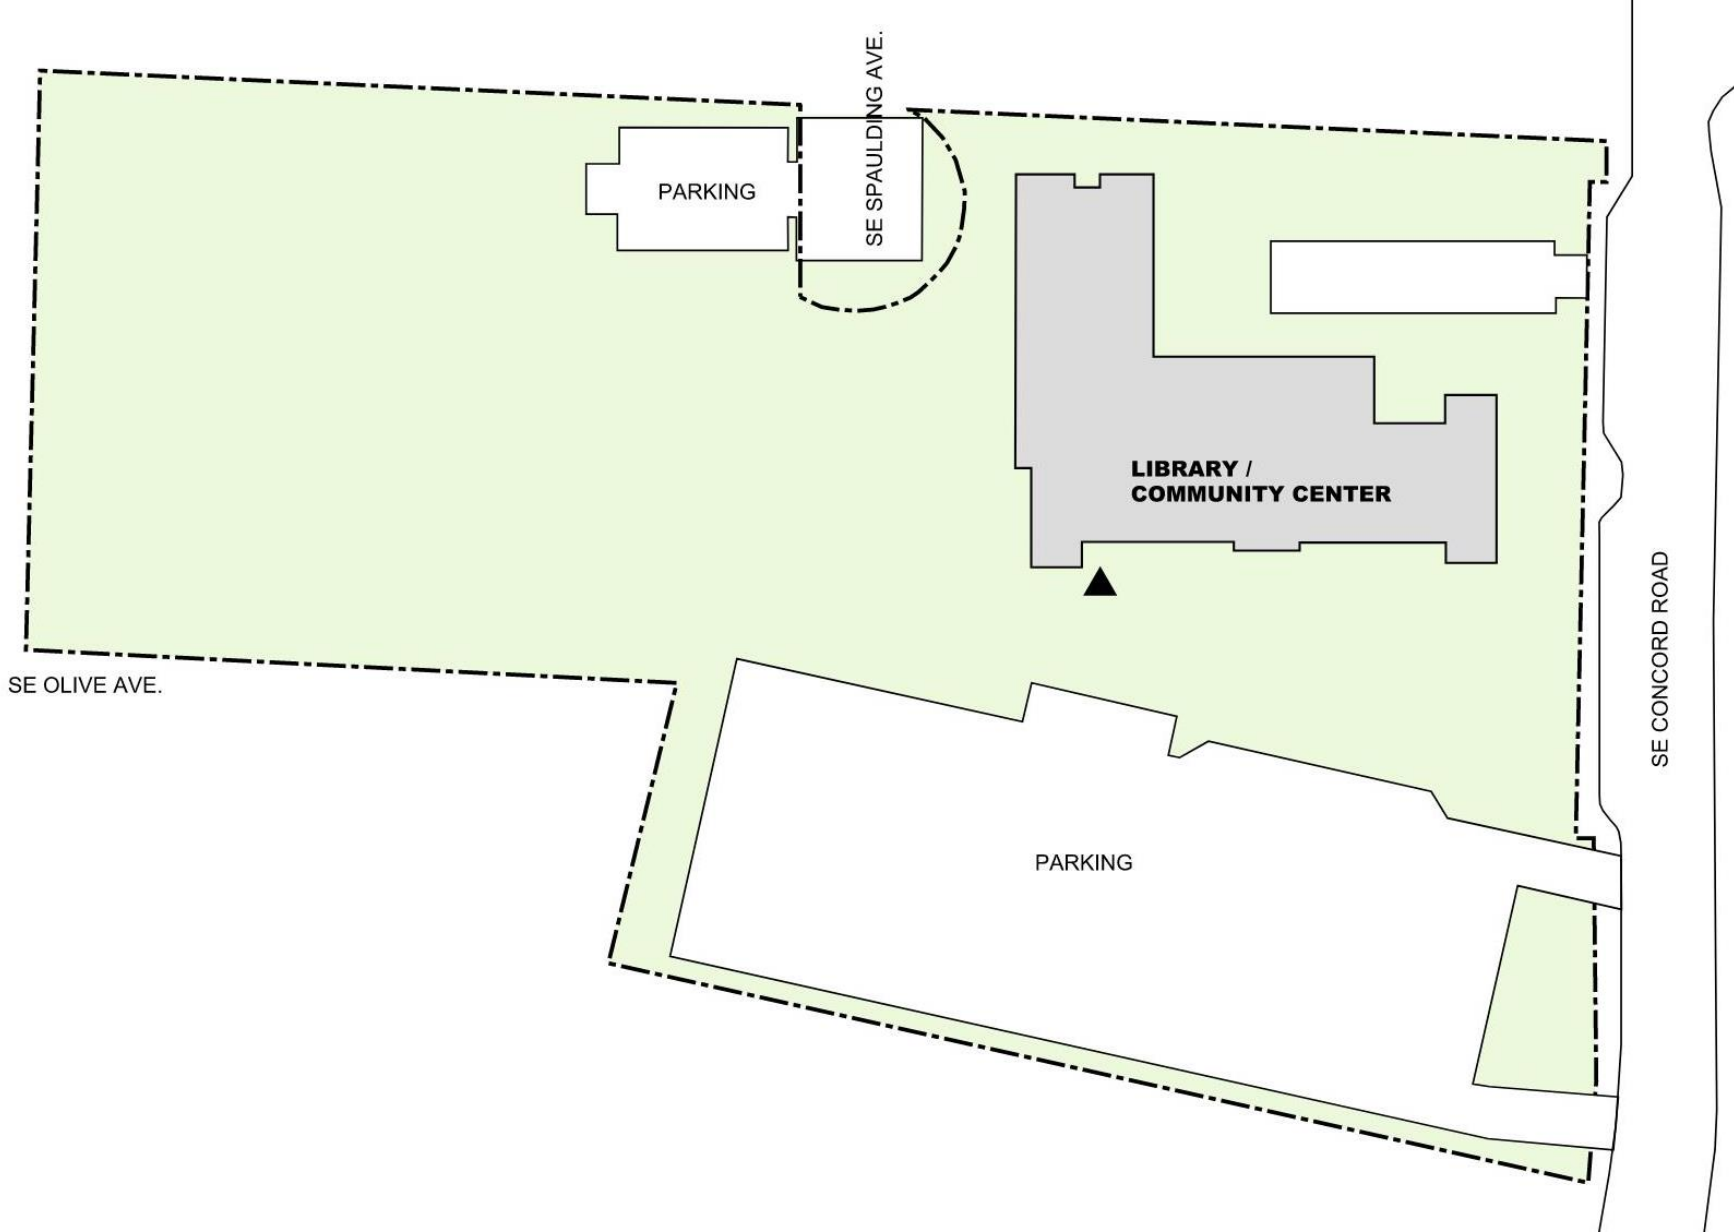 SE SPAULDING AVE.
PARKING
LIBRARY /
COMMUNITY CENTER
SE OLIVE AVE.
SE CONCORD ROAD
PARKING